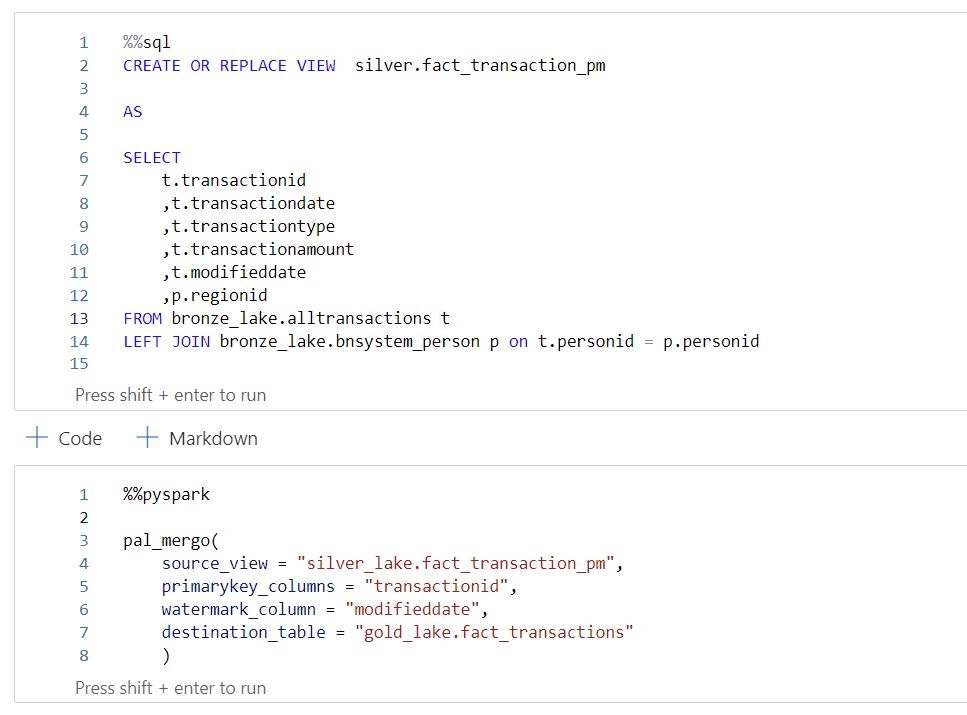 1 %%sql
2 CREATE OR REPLACE VIEW silver.fact_transaction_pm
3
4 AS
5
6 SELECT
7 t.transactionid
8 ,t.transactiondate
9 ,t.transactiontype
10 ,t.transactionamount
11 ,t.modifieddate
12 ,p.regionid
13 FROM bronze_lake.alltransactions t
14 LEFT JOIN bronze_lake.bnsystem_person p on t.personid = p.personid
15
Press shift + enter to run
+ Code + Markdown
1 %%pyspark
2
3 pal_mergo(
4 source_view = "silver_lake.fact_transaction_pm",
5 primarykey_columns = "transactionid",
6 watermark_column = "modifieddate",
7 destination_table = "gold_lake.fact_transactions"
8 )
Press shift + enter to run